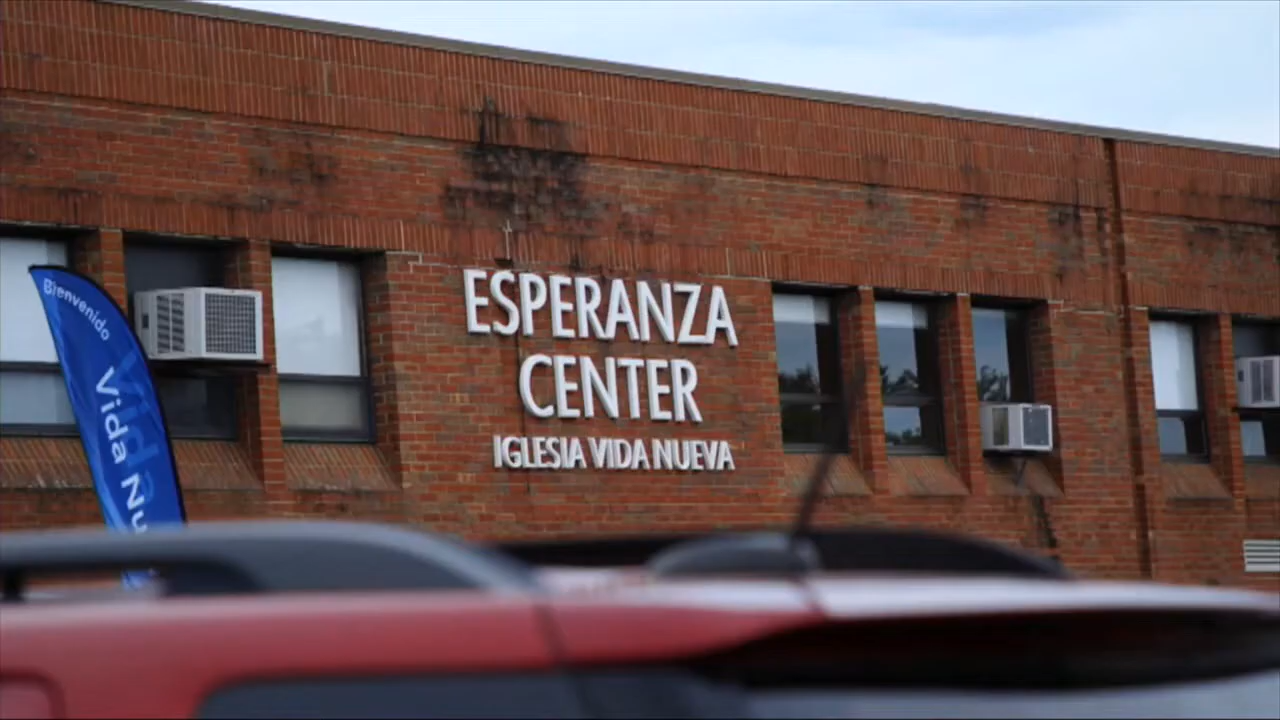 ESPERANZA
CENTER
IGLESIA VIDA NUEVA
Bienvenido
Vida